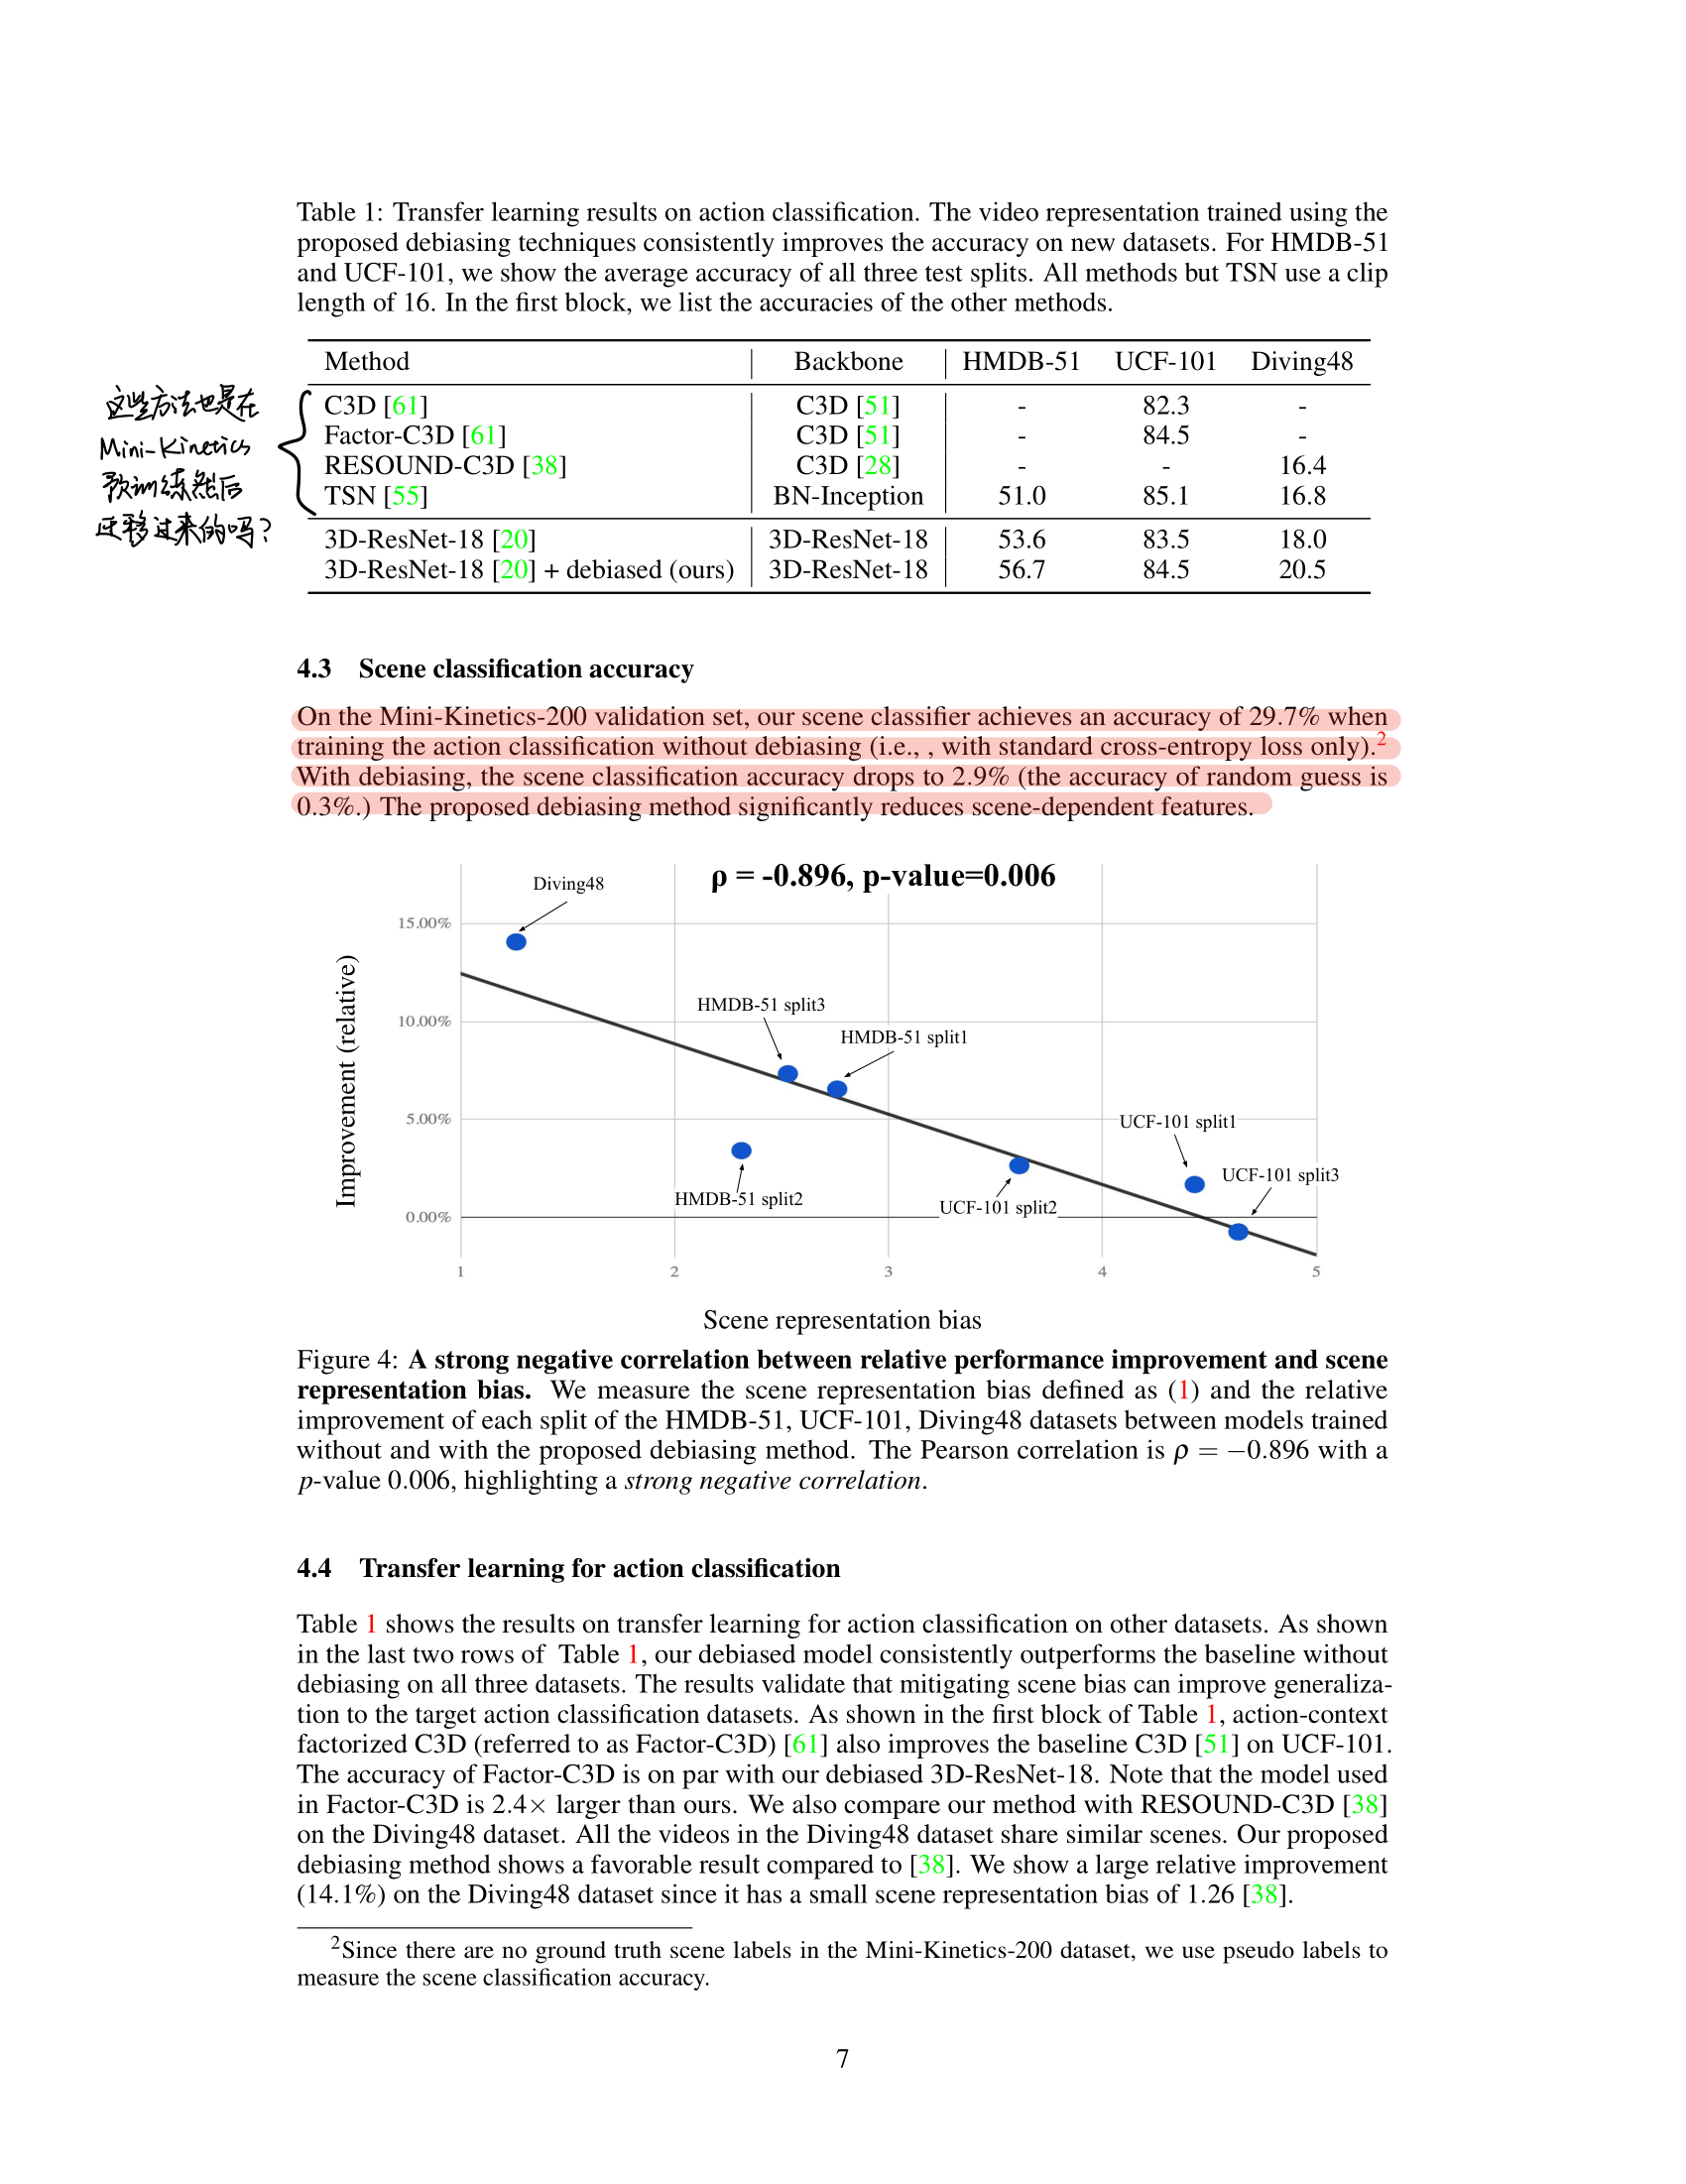 Table 1: Transfer learning results on action classification. The video representation trained using the
proposed debiasing techniques consistently improves the accuracy on new datasets. For HMDB-51
and UCF-101, we show the average accuracy of all three test splits. All methods but TSN use a clip
length of 16. In the first block, we list the accuracies of the other methods.
Method Backbone HMDB-51 UCF-101 Diving48
C3D [61] C3D [51] - 82.3 -
Factor-C3D [61] C3D [51] - 84.5 -
RESOUND-C3D [38] C3D [28] - - 16.4
TSN [55] BN-Inception 51.0 85.1 16.8
3D-ResNet-18 [20] 3D-ResNet-18 53.6 83.5 18.0
3D-ResNet-18 [20] + debiased (ours) 3D-ResNet-18 56.7 84.5 20.5
这些方法也是在
Mini-Kinetics
预训练然后
迁移过来的吗?
4.3 Scene classification accuracy
On the Mini-Kinetics-200 validation set, our scene classifier achieves an accuracy of 29.7% when
training the action classification without debiasing (i.e., , with standard cross-entropy loss only).2
With debiasing, the scene classification accuracy drops to 2.9% (the accuracy of random guess is
0.3%.) The proposed debiasing method significantly reduces scene-dependent features.
ρ = -0.896, p-value=0.006
Diving48
15.00%
HMDB-51 split3
10.00%
HMDB-51 split1
5.00%
UCF-101 split1
UCF-101 split3
HMDB-51 split2
UCF-101 split2
0.00%
1 2 3 4 5
Improvement (relative)
Scene representation bias
Figure 4: A strong negative correlation between relative performance improvement and scene
representation bias. We measure the scene representation bias defined as (1) and the relative
improvement of each split of the HMDB-51, UCF-101, Diving48 datasets between models trained
without and with the proposed debiasing method. The Pearson correlation is ρ = −0.896 with a
p-value 0.006, highlighting a strong negative correlation.
4.4 Transfer learning for action classification
Table 1 shows the results on transfer learning for action classification on other datasets. As shown
in the last two rows of Table 1, our debiased model consistently outperforms the baseline without
debiasing on all three datasets. The results validate that mitigating scene bias can improve generaliza-
tion to the target action classification datasets. As shown in the first block of Table 1, action-context
factorized C3D (referred to as Factor-C3D) [61] also improves the baseline C3D [51] on UCF-101.
The accuracy of Factor-C3D is on par with our debiased 3D-ResNet-18. Note that the model used
in Factor-C3D is 2.4× larger than ours. We also compare our method with RESOUND-C3D [38]
on the Diving48 dataset. All the videos in the Diving48 dataset share similar scenes. Our proposed
debiasing method shows a favorable result compared to [38]. We show a large relative improvement
(14.1%) on the Diving48 dataset since it has a small scene representation bias of 1.26 [38].
2Since there are no ground truth scene labels in the Mini-Kinetics-200 dataset, we use pseudo labels to
measure the scene classification accuracy.
7